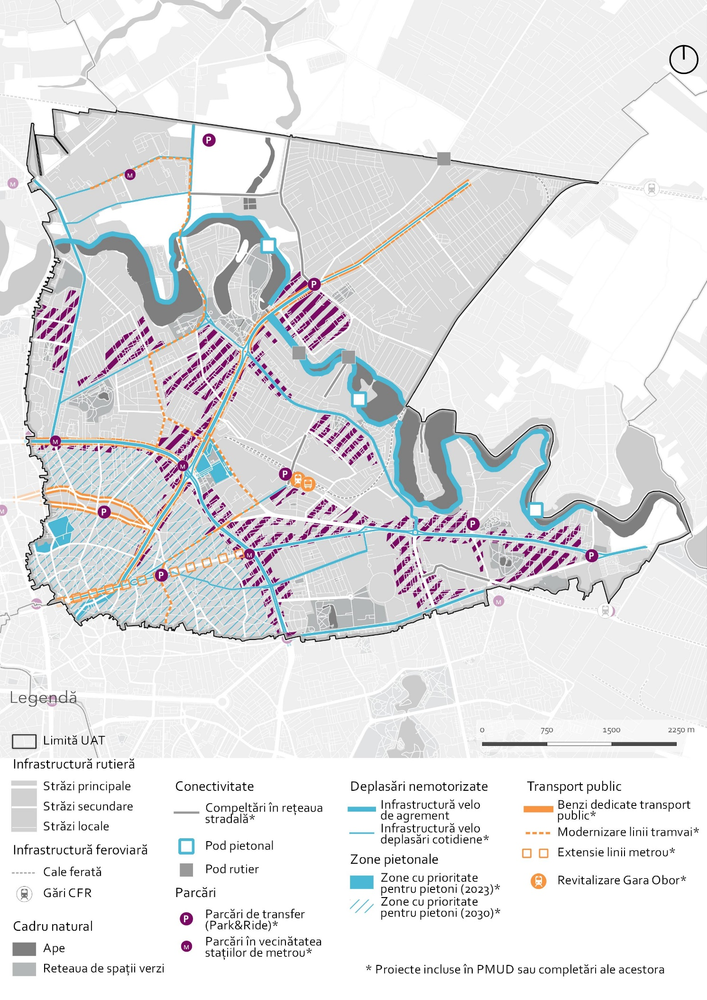 P
M
M
P
M
M
P
P
M
P
P
M
P
P
M
M
Legendă
0 750 1500 2250 m
Limită UAT
Infrastructură rutieră
Străzi principale
Străzi secundare
Străzi locale
Infrastructură feroviară
Cale ferată
Gări CFR
Cadru natural
Ape
Reteaua de spații verzi
Conectivitate
Compeltări în rețeaua
stradală*
Pod pietonal
Pod rutier
Parcări
P
Parcări de transfer
(Park&Ride)*
M
Parcări în vecinătatea
stațiilor de metrou*
Deplasări nemotorizate
Infrastructură velo
de agrement
Infrastructură velo
deplasări cotidiene*
Zone pietonale
Zone cu prioritate
pentru pietoni (2023)*
Zone cu prioritate
pentru pietoni (2030)*
Transport public
Benzi dedicate transport
public*
Modernizare linii tramvai*
Extensie linii metrou*
Revitalizare Gara Obor*
* Proiecte incluse în PMUD sau completări ale acestora